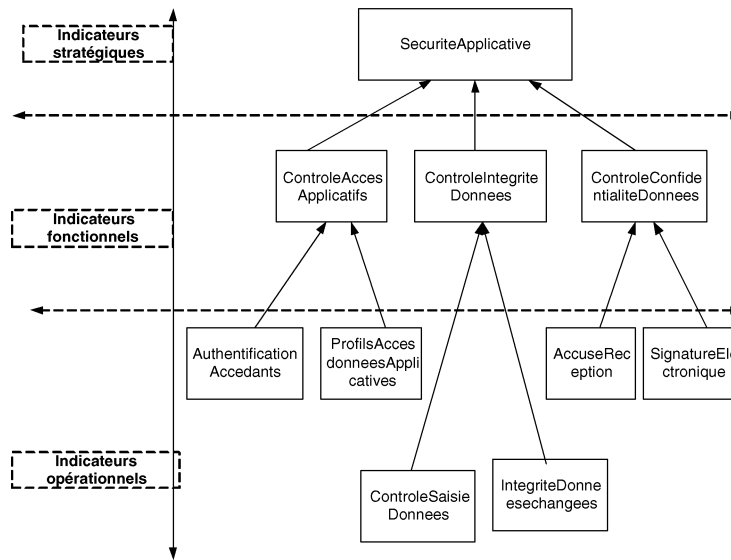 Indicateurs
stratégiques
SecuriteApplicative
ControleAcces
Applicatifs
ControleIntegrite
Donnees
ControleConfide
ntialiteDonnees
Indicateurs
fonctionnels
Authentification
Accedants
ProfilsAcces
donneesAppli
catives
AccuseRec
eption
SignatureEle
ctronique
Indicateurs
opérationnels
ControleSaisie
Donnees
IntegriteDonne
esechangees